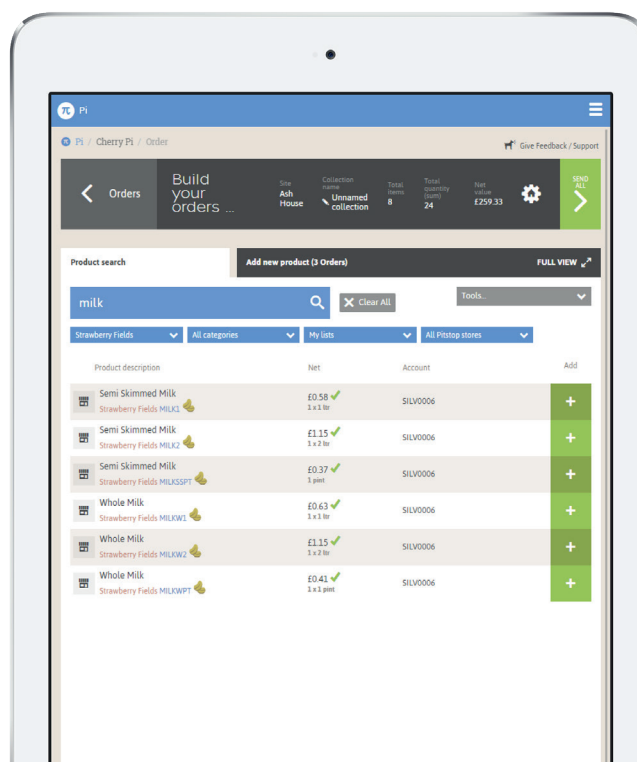 π Pi
π Pi / Cherry Pi / Order
Give Feedback / Support
Orders
Build your orders ...
Site
Ash House
Collection name
Unnamed collection
Total items
8
Total quantity (sum)
24
Net value
£259.33
SEND ALL
Product search
Add new product (3 Orders)
FULL VIEW
milk
Clear All
Tools...
Strawberry Fields
All categories
My lists
All Pitstop stores
Product description
Net
Account
Add
Semi Skimmed Milk
Strawberry Fields MILK1
£0.58
1 x 1 ltr
SILV0006
+
Semi Skimmed Milk
Strawberry Fields MILK2
£1.15
1 x 2 ltr
SILV0006
+
Semi Skimmed Milk
Strawberry Fields MILKSSPT
£0.37
1 pint
SILV0006
+
Whole Milk
Strawberry Fields MILKW1
£0.63
1 x 1 ltr
SILV0006
+
Whole Milk
Strawberry Fields MILKW2
£1.15
1 x 2 ltr
SILV0006
+
Whole Milk
Strawberry Fields MILKWPT
£0.41
1 x 1 pint
SILV0006
+